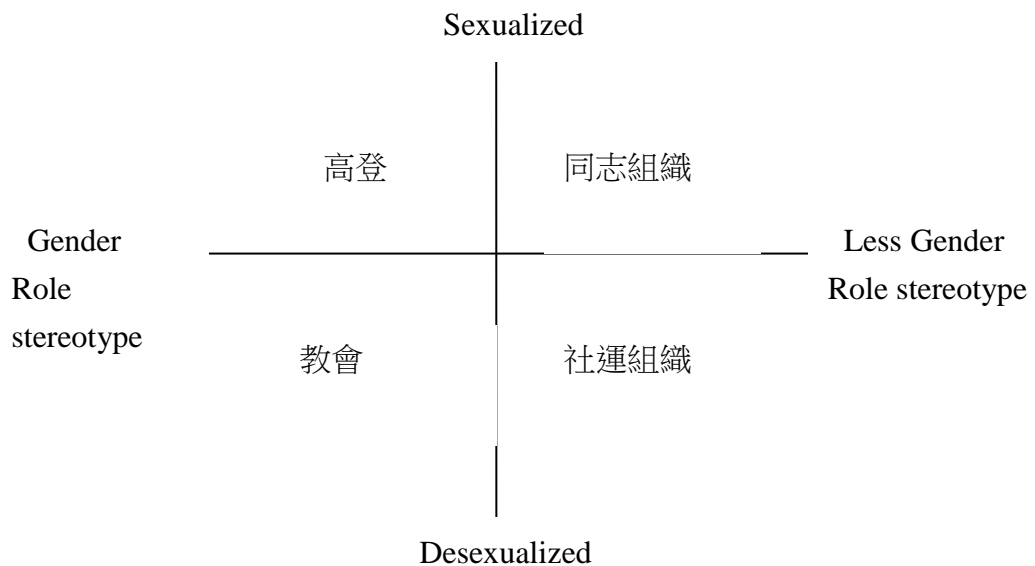 Sexualized
高登
同志組織
Gender
Role
stereotype
Less Gender
Role stereotype
教會
社運組織
Desexualized